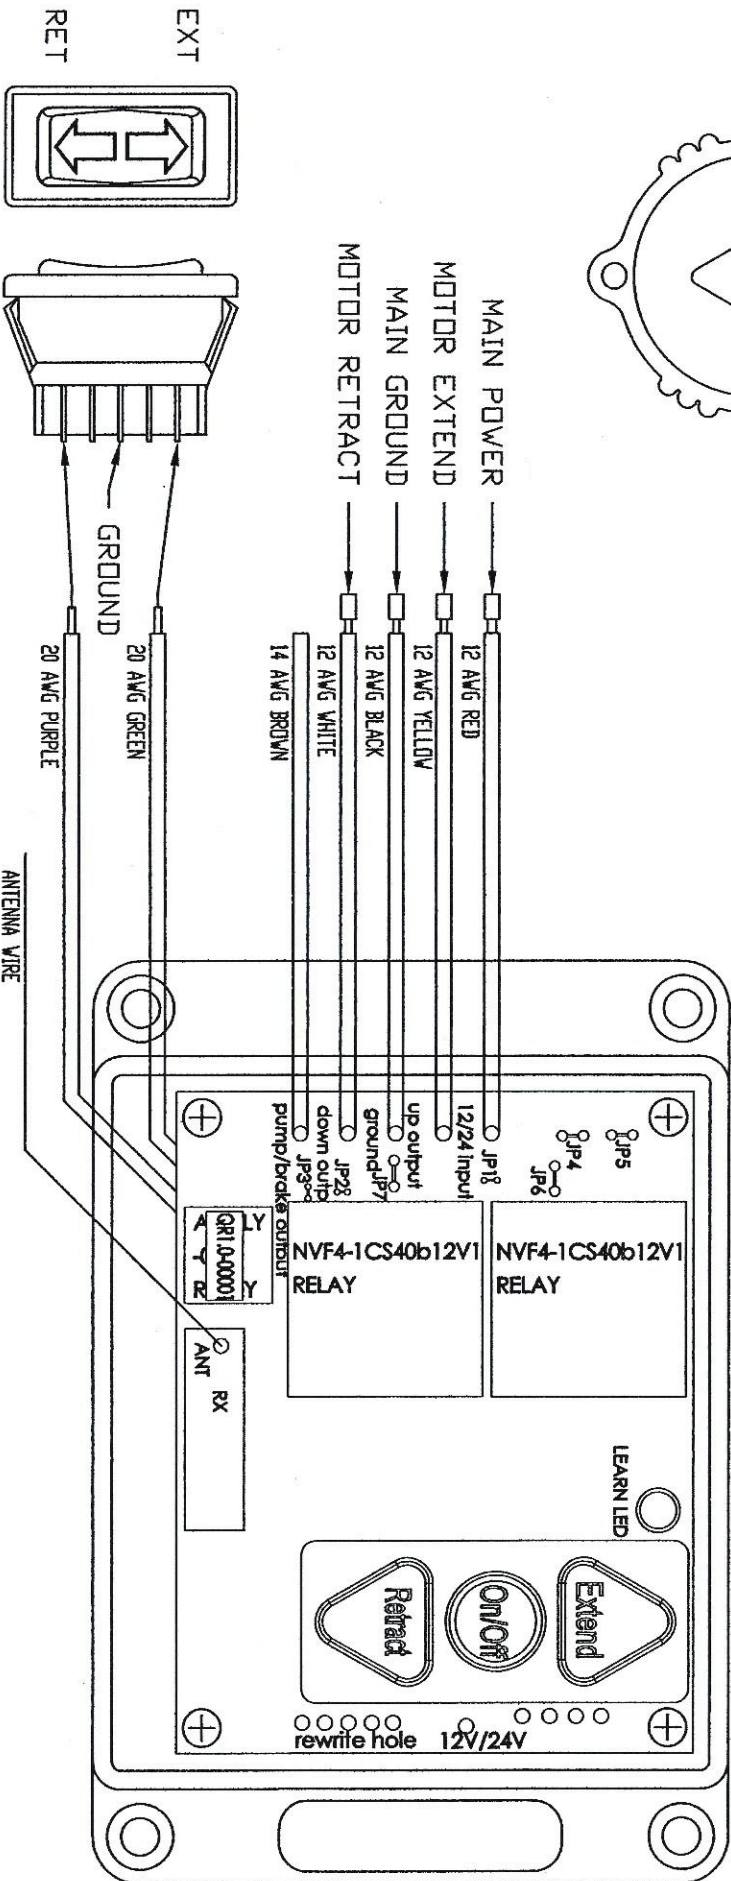 EXT
RET
MAIN POWER
MOTOR EXTEND
MAIN GROUND
MOTOR RETRACT
GROUND
12 AWG RED
12 AWG YELLOW
12 AWG BLACK
12 AWG WHITE
14 AWG BROWN
20 AWG GREEN
20 AWG PURPLE
ANTENNA WIRE
JP5
JP4
JP6
JP1
12/24 input
up output
JP7
ground
JP2
down outp
JP3
pump/brake output
NVF4-1CS40b12V1
RELAY
NVF4-1CS40b12V1
RELAY
QR1.0-00001
ANT
RX
LEARN LED
Extend
On/Off
Retract
rewrite hole
12V/24V